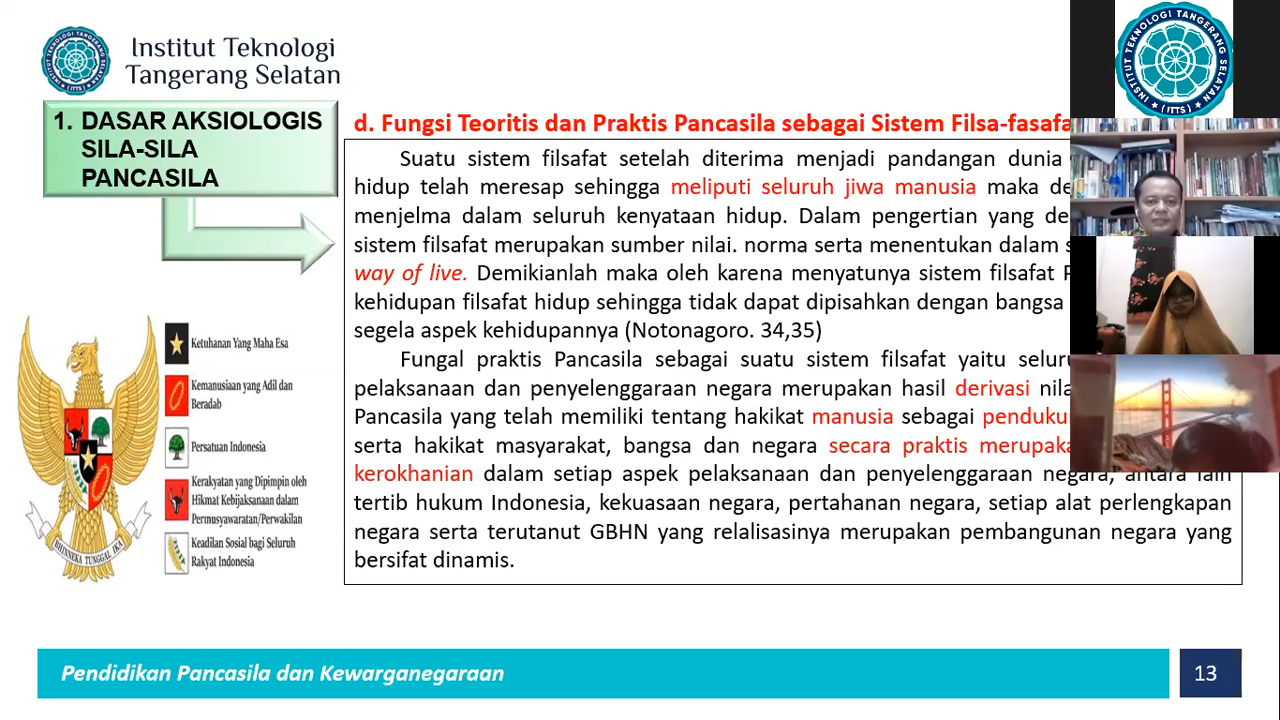 Institut Teknologi
Tangerang Selatan
INSTITUT TEKNOLOGI TANGERANG SELATAN
(ITTS)
1. DASAR AKSIOLOGIS
SILA-SILA
PANCASILA
d. Fungsi Teoritis dan Praktis Pancasila sebagai Sistem Filsa-fasafa
Suatu sistem filsafat setelah diterima menjadi pandangan dunia
hidup telah meresap sehingga meliputi seluruh jiwa manusia maka
menjelma dalam seluruh kenyataan hidup. Dalam pengertian yang
sistem filsafat merupakan sumber nilai. norma serta menentukan dalam
way of live. Demikianlah maka oleh karena menyatunya sistem filsafat
kehidupan filsafat hidup sehingga tidak dapat dipisahkan dengan bangsa
segela aspek kehidupannya (Notonagoro. 34,35)
Fungal praktis Pancasila sebagai suatu sistem filsafat yaitu
pelaksanaan dan penyelenggaraan negara merupakan hasil derivasi
Pancasila yang telah memiliki tentang hakikat manusia sebagai
serta hakikat masyarakat, bangsa dan negara secara praktis
kerokhanian dalam setiap aspek pelaksanaan dan penyelenggaraan negara, antara lain
tertib hukum Indonesia, kekuasaan negara, pertahanan negara, setiap alat perlengkapan
negara serta terutanut GBHN yang relalisasinya merupakan pembangunan negara yang
bersifat dinamis.
Ketuhanan Yang Maha Esa
Kemanusiaan yang Adil dan
Beradab
Persatuan Indonesia
Kerakyatan yang Dipimpin oleh
Hikmat Kebijaksanaan dalam
Permusyawaratan/Perwakilan
Keadilan Sosial bagi Seluruh
Rakyat Indonesia
BHINNEKA TUNGGAL IKA
Pendidikan Pancasila dan Kewarganegaraan
13